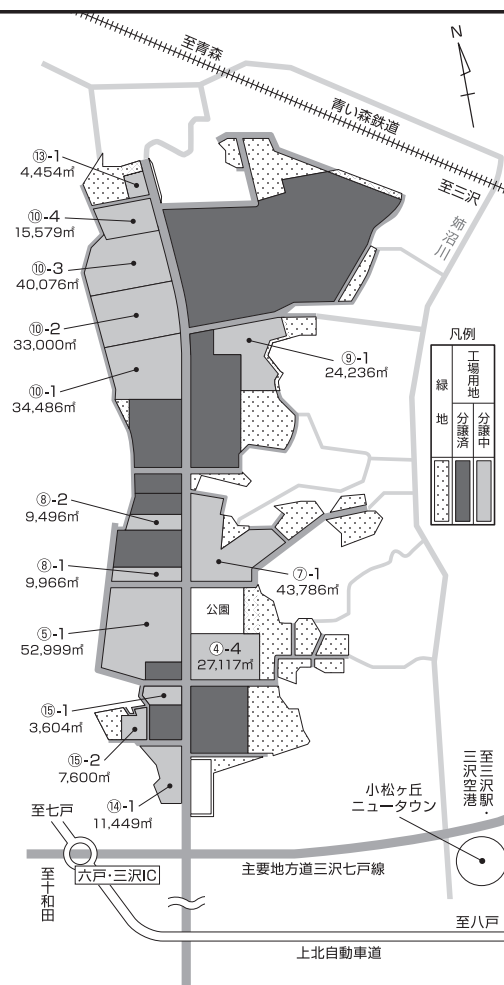 N
至青森
青い森鉄道
至三沢
姉沼川
⑬-1
4,454㎡
⑩-4
15,579㎡
⑩-3
40,076㎡
⑩-2
33,000㎡
⑩-1
34,486㎡
⑨-1
24,236㎡
凡例
工場用地
緑地
分譲済
分譲中
⑧-2
9,496㎡
⑧-1
9,966㎡
⑦-1
43,786㎡
⑤-1
52,999㎡
公園
④-4
27,117㎡
⑮-1
3,604㎡
⑮-2
7,600㎡
⑭-1
11,449㎡
至七戸
小松ヶ丘
ニュータウン
至三沢駅・
三沢空港
六戸・三沢IC
至十和田
主要地方道三沢七戸線
至八戸
上北自動車道